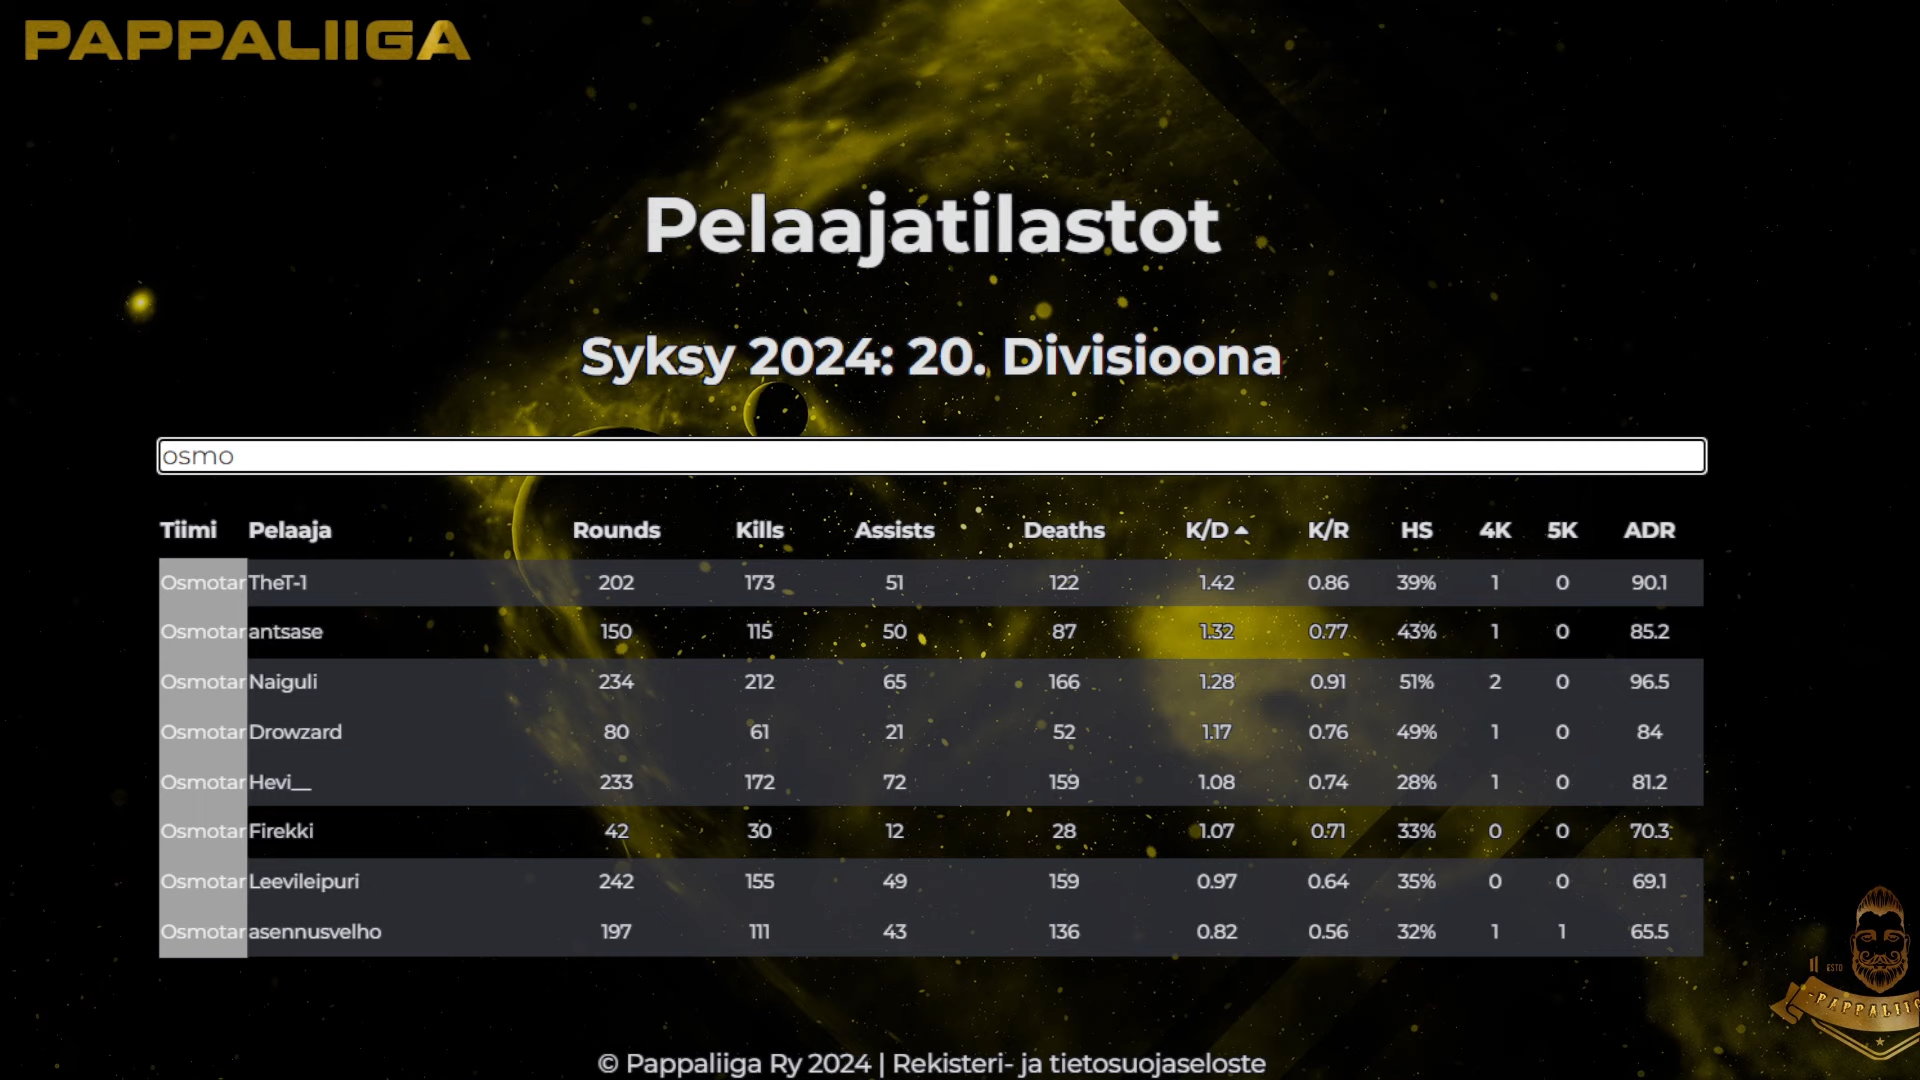 PAPPALIIGA
Pelaajatilastot
Syksy 2024: 20. Divisioona
osmo
Tiimi Pelaaja Rounds Kills Assists Deaths K/D K/R HS 4K 5K ADR
Osmotar TheT-1 202 173 51 122 1.42 0.86 39% 1 0 90.1
Osmotar antsase 150 115 50 87 1.32 0.77 43% 1 0 85.2
Osmotar Naiguli 234 212 65 166 1.28 0.91 51% 2 0 96.5
Osmotar Drowzard 80 61 21 52 1.17 0.76 49% 1 0 84
Osmotar Hevi__ 233 172 72 159 1.08 0.74 28% 1 0 81.2
Osmotar Firekki 42 30 12 28 1.07 0.71 33% 0 0 70.3
Osmotar Leevileipuri 242 155 49 159 0.97 0.64 35% 0 0 69.1
Osmotar asennusvelho 197 111 43 136 0.82 0.56 32% 1 1 65.5
ESTD
-PAPPALIIG
© Pappaliiga Ry 2024 | Rekisteri- ja tietosuojaseloste